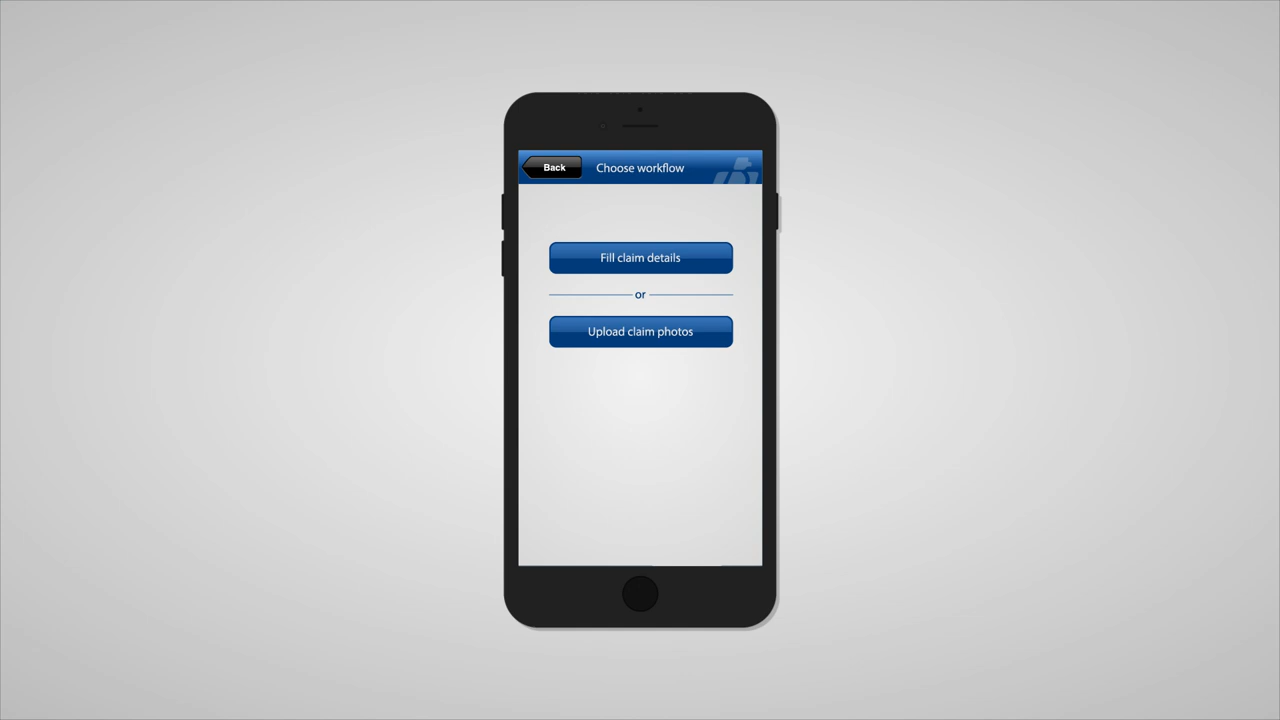 Back
Choose workflow
Fill claim details
or
Upload claim photos